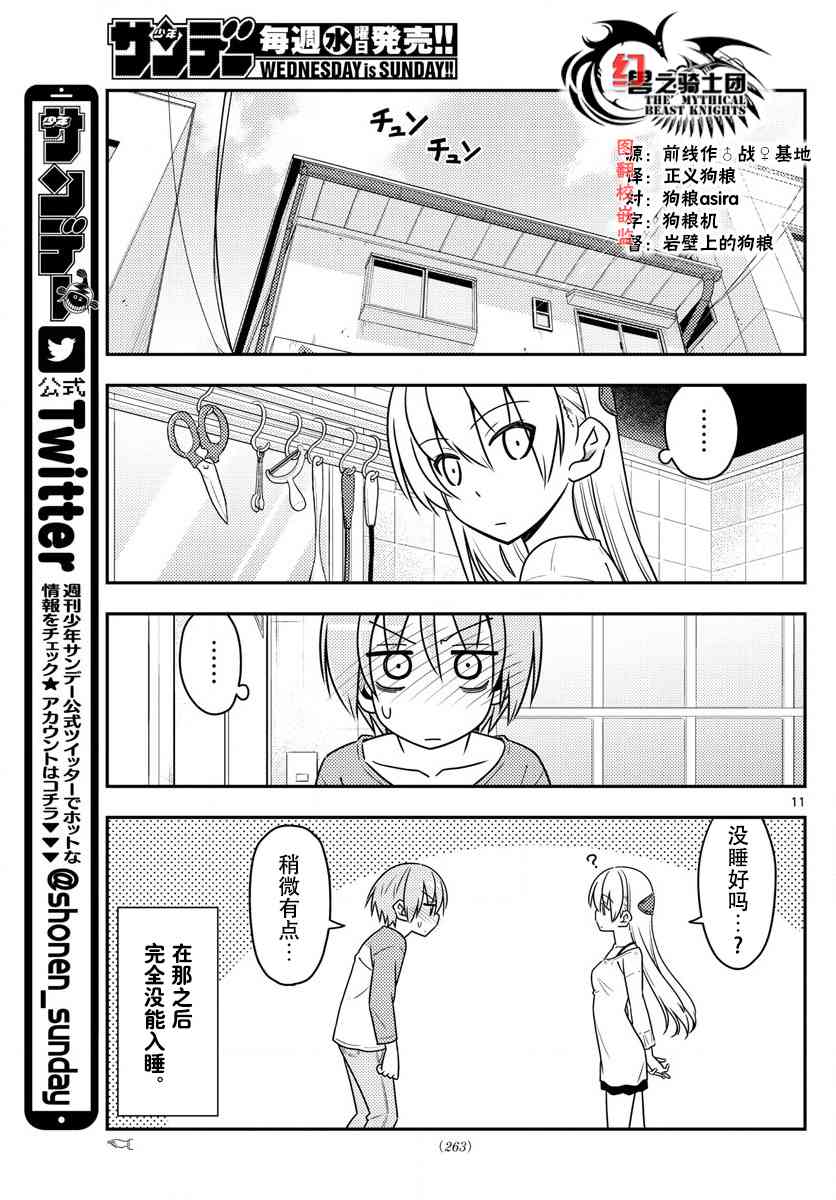 少年
サンデー
毎週水曜日発売!!
WEDNESDAY is SUNDAY!!
幻兽之骑士团
THE MYTHICAL
BEAST KNIGHTS
图源：前线作♂战♀基地
翻译：正义狗粮
校对：狗粮asira
嵌字：狗粮机
监督：岩壁上的狗粮
チュン
チュン
……
……
11
没睡好吗…?
?
稍微有点…
在那之后
完全没能入睡。
(263)
少年
サンデー
公式
Twitter
週刊少年サンデー公式ツイッターでホットな
情報をチェック★ アカウントはコチラ▼▼▼
@shonen_sunday